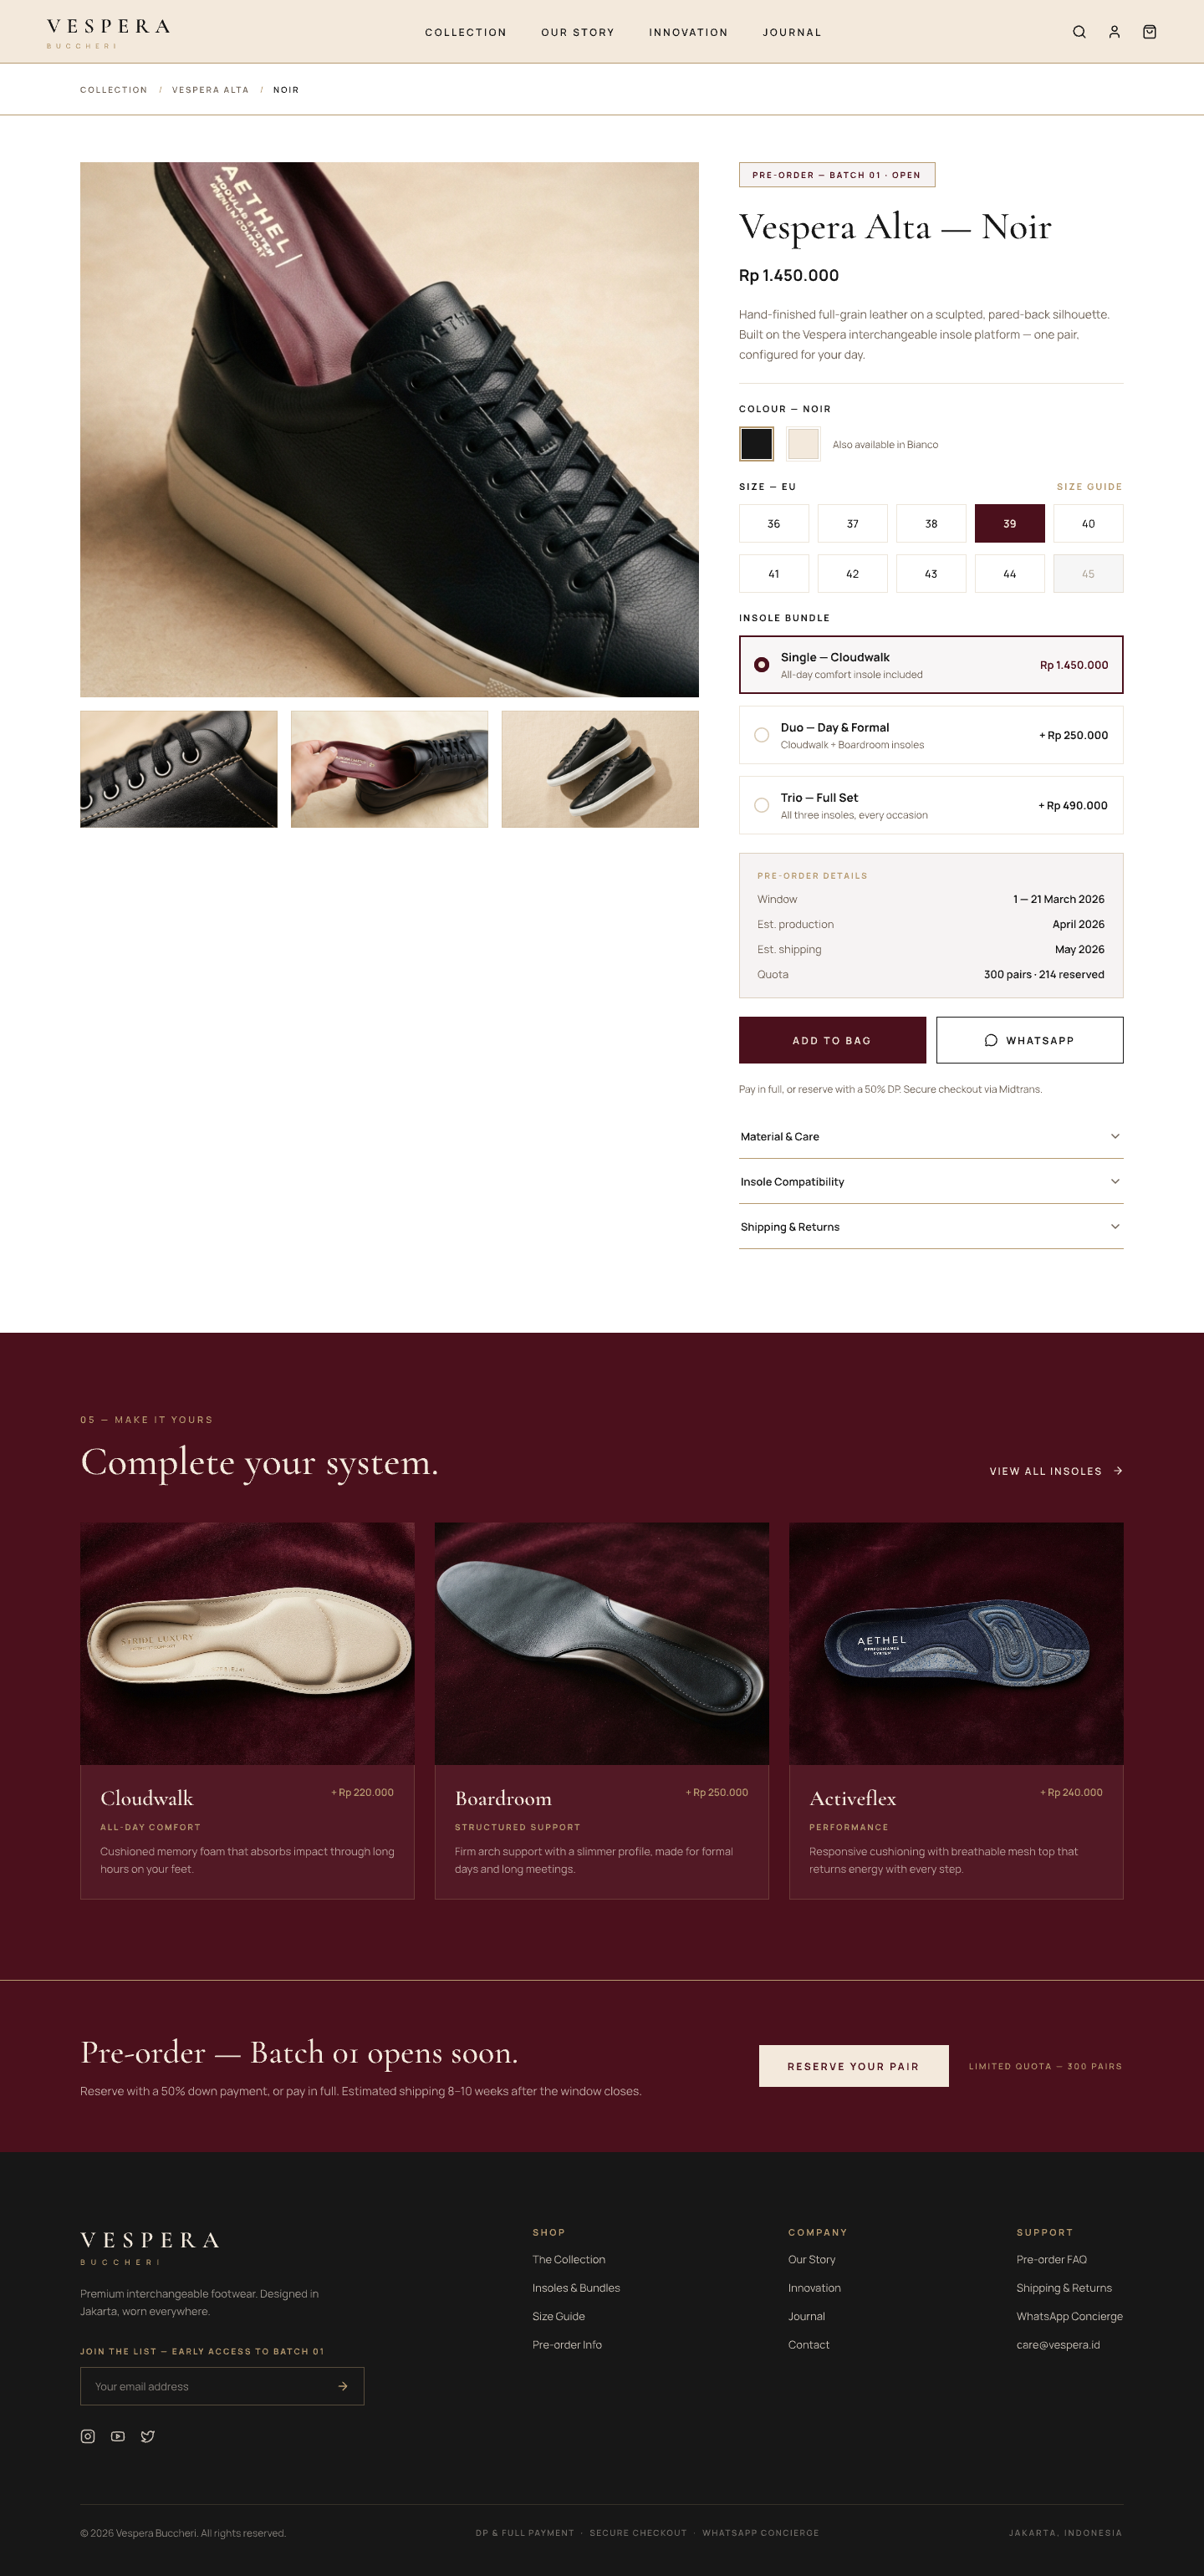 VESPERA
BUCCHERI
COLLECTION
OUR STORY
INNOVATION
JOURNAL
COLLECTION / VESPERA ALTA / NOIR
AETHEL
MODULAR SYSTEM
PREMIUM COMFORT
PRE-ORDER — BATCH 01 · OPEN
Vespera Alta — Noir
Rp 1.450.000
Hand-finished full-grain leather on a sculpted, pared-back silhouette.
Built on the Vespera interchangeable insole platform — one pair,
configured for your day.
COLOUR — NOIR
Also available in Bianco
SIZE — EU
SIZE GUIDE
36
37
38
39
40
41
42
43
44
45
INSOLE BUNDLE
Single — Cloudwalk
All-day comfort insole included
Rp 1.450.000
Duo — Day & Formal
Cloudwalk + Boardroom insoles
+ Rp 250.000
Trio — Full Set
All three insoles, every occasion
+ Rp 490.000
PRE-ORDER DETAILS
Window
1 — 21 March 2026
Est. production
April 2026
Est. shipping
May 2026
Quota
300 pairs · 214 reserved
ADD TO BAG
WHATSAPP
Pay in full, or reserve with a 50% DP. Secure checkout via Midtrans.
Material & Care
Insole Compatibility
Shipping & Returns
05 — MAKE IT YOURS
Complete your system.
VIEW ALL INSOLES
LUXURY
AETHEL
PERFORMANCE
SYSTEM
Cloudwalk
+ Rp 220.000
ALL-DAY COMFORT
Cushioned memory foam that absorbs impact through long
hours on your feet.
Boardroom
+ Rp 250.000
STRUCTURED SUPPORT
Firm arch support with a slimmer profile, made for formal
days and long meetings.
Activeflex
+ Rp 240.000
PERFORMANCE
Responsive cushioning with breathable mesh top that
returns energy with every step.
Pre-order — Batch 01 opens soon.
Reserve with a 50% down payment, or pay in full. Estimated shipping 8–10 weeks after the window closes.
RESERVE YOUR PAIR
LIMITED QUOTA — 300 PAIRS
VESPERA
BUCCHERI
Premium interchangeable footwear. Designed in
Jakarta, worn everywhere.
JOIN THE LIST — EARLY ACCESS TO BATCH 01
Your email address
SHOP
The Collection
Insoles & Bundles
Size Guide
Pre-order Info
COMPANY
Our Story
Innovation
Journal
Contact
SUPPORT
Pre-order FAQ
Shipping & Returns
WhatsApp Concierge
care@vespera.id
© 2026 Vespera Buccheri. All rights reserved.
DP & FULL PAYMENT · SECURE CHECKOUT · WHATSAPP CONCIERGE
JAKARTA, INDONESIA